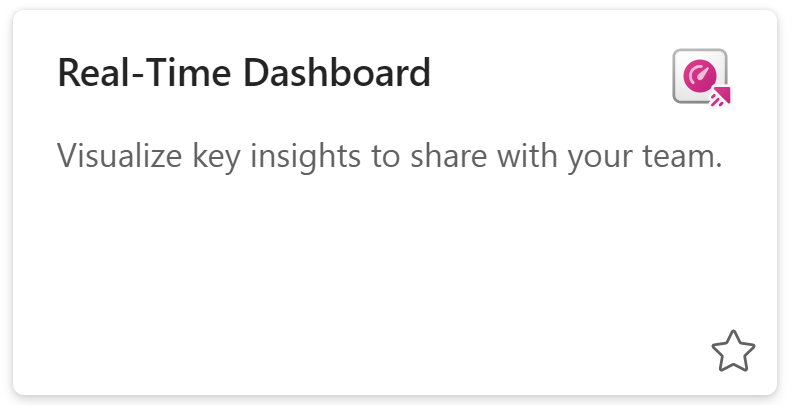 Real-Time Dashboard
Visualize key insights to share with your team.